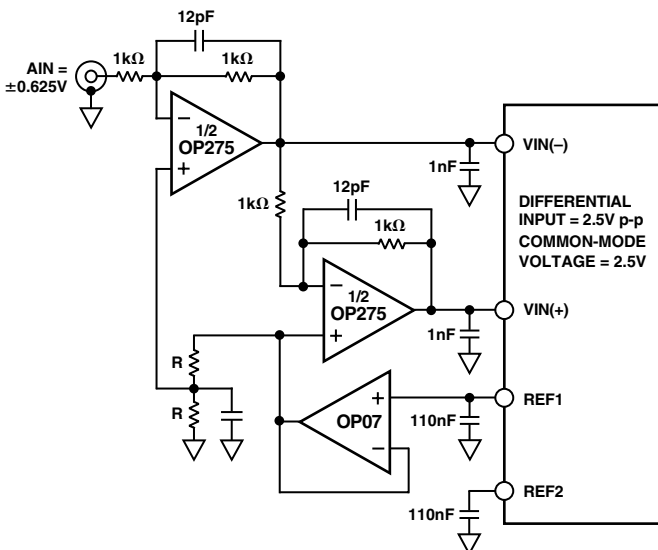 12pF
AIN =
±0.625V
1kΩ
1kΩ
–
1/2
OP275
+
VIN(–)
1nF
1kΩ
12pF
1kΩ
DIFFERENTIAL
INPUT = 2.5V p-p
COMMON-MODE
VOLTAGE = 2.5V
–
1/2
OP275
+
VIN(+)
1nF
R
R
+
OP07
–
REF1
110nF
REF2
110nF